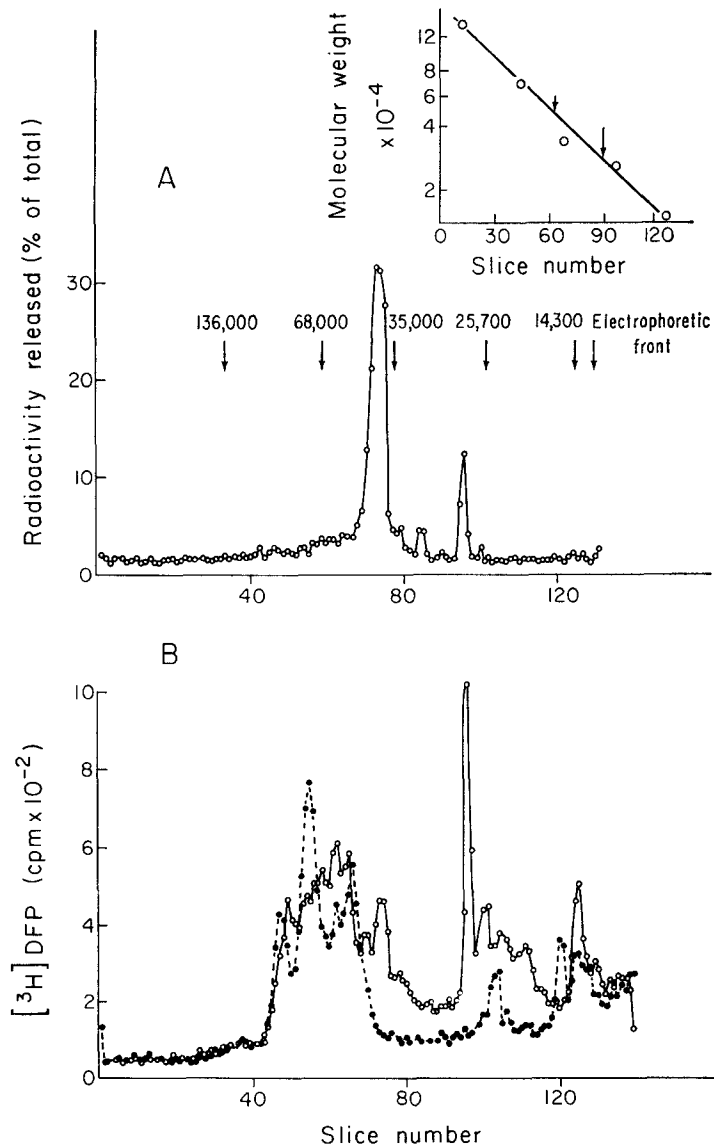 Molecular weight
x10⁻⁴
12
8
6
4
2
0 30 60 90 120
Slice number
A
Radioactivity released (% of total)
30
20
10
0
136,000 68,000 35,000 25,700 14,300 Electrophoretic
front
40 80 120
B
[³H] DFP (cpm x 10⁻²)
10
8
6
4
2
0
40 80 120
Slice number